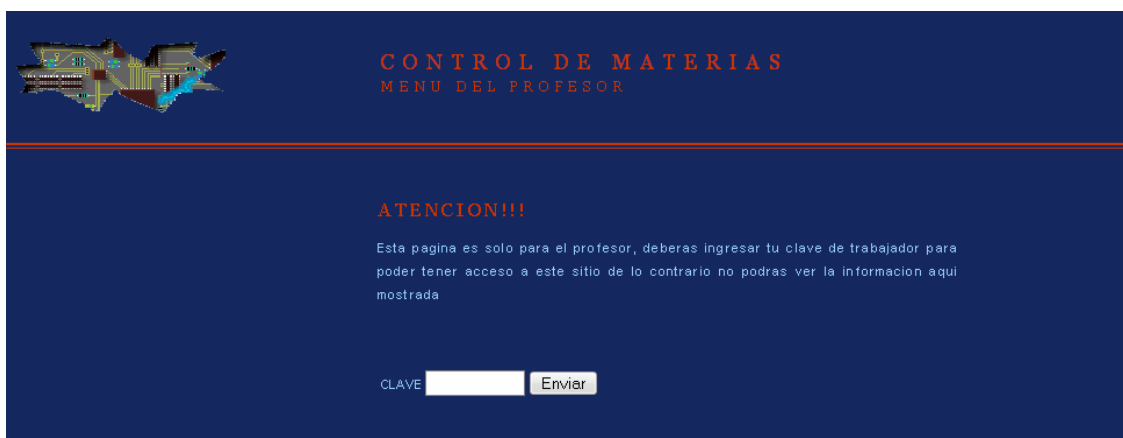 CONTROL DE MATERIAS
MENU DEL PROFESOR
ATENCION!!!
Esta pagina es solo para el profesor, deberas ingresar tu clave de trabajador para
poder tener acceso a este sitio de lo contrario no podras ver la informacion aqui
mostrada
CLAVE Enviar